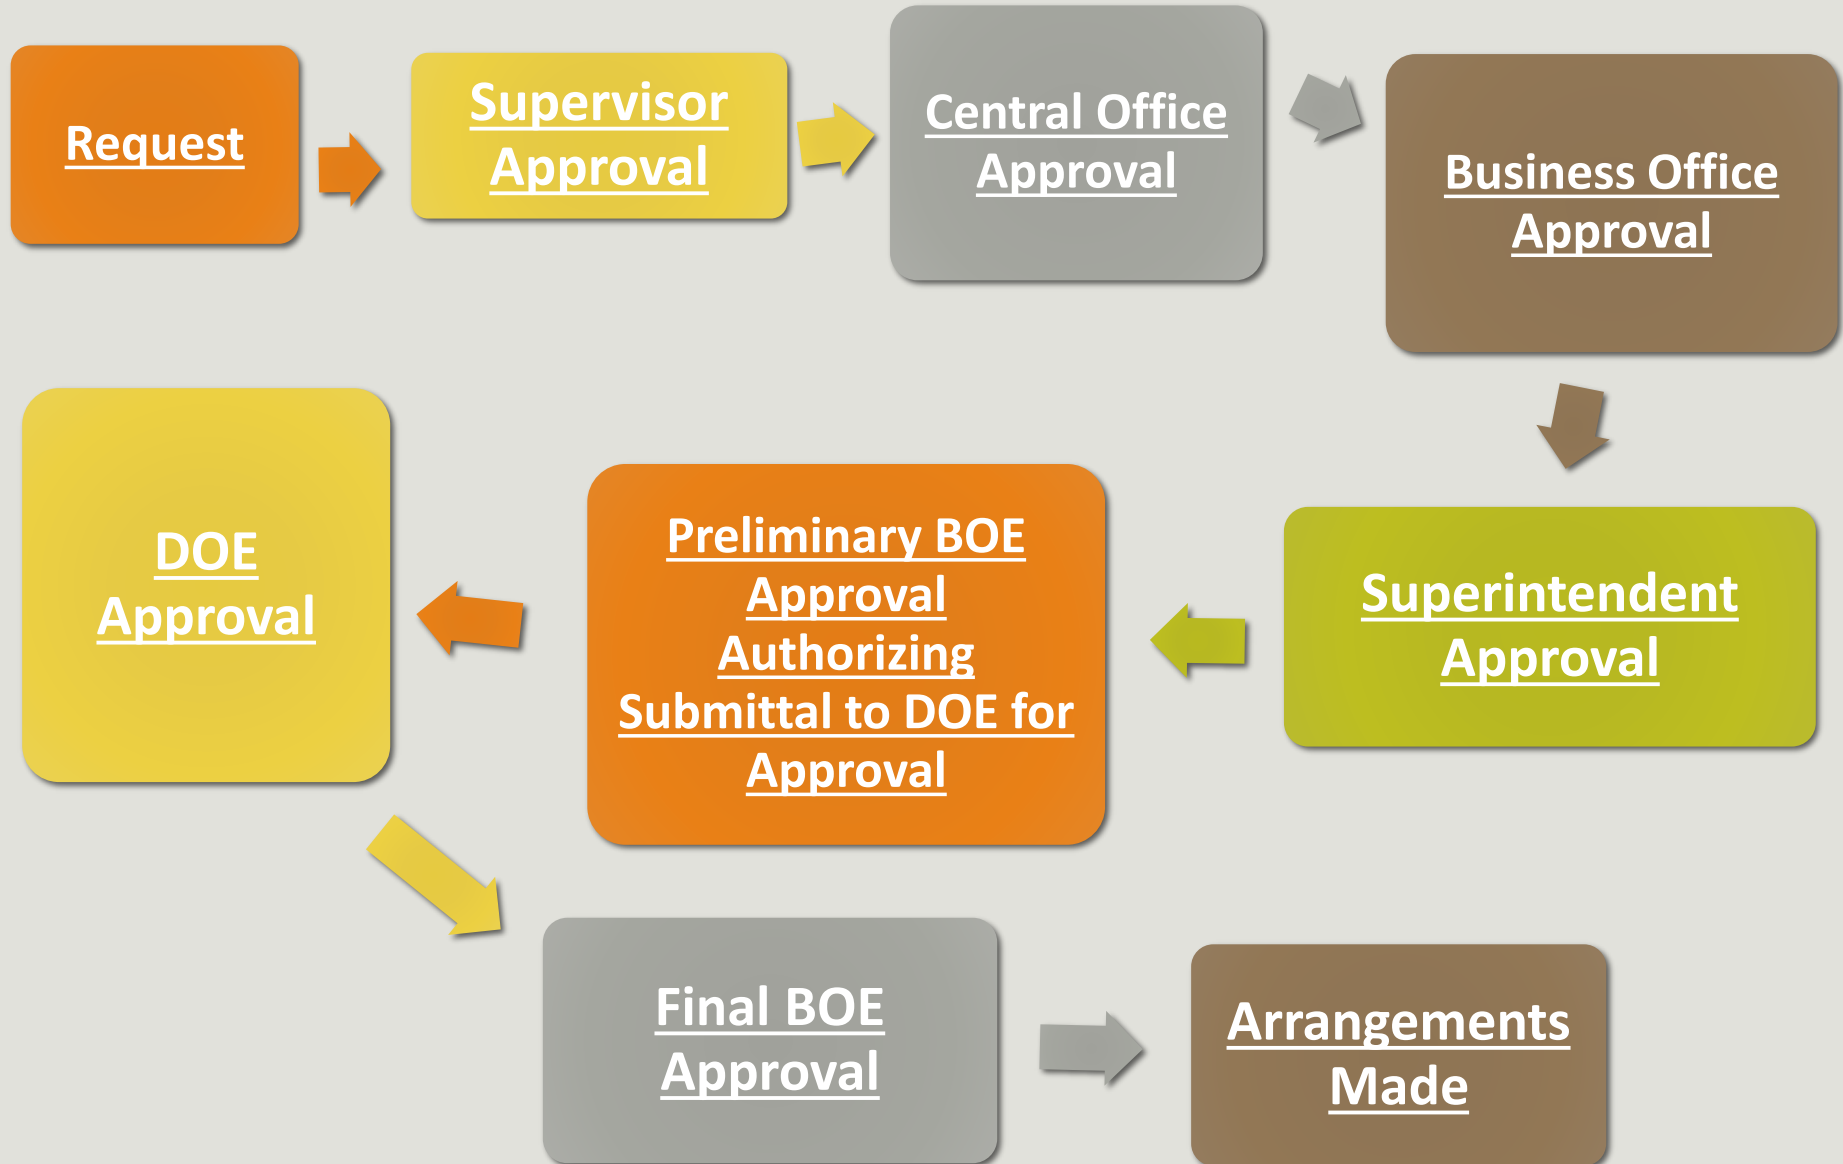 Request
Supervisor
Approval
Central Office
Approval
Business Office
Approval
Superintendent
Approval
Preliminary BOE
Approval
Authorizing
Submittal to DOE for
Approval
DOE
Approval
Final BOE
Approval
Arrangements
Made